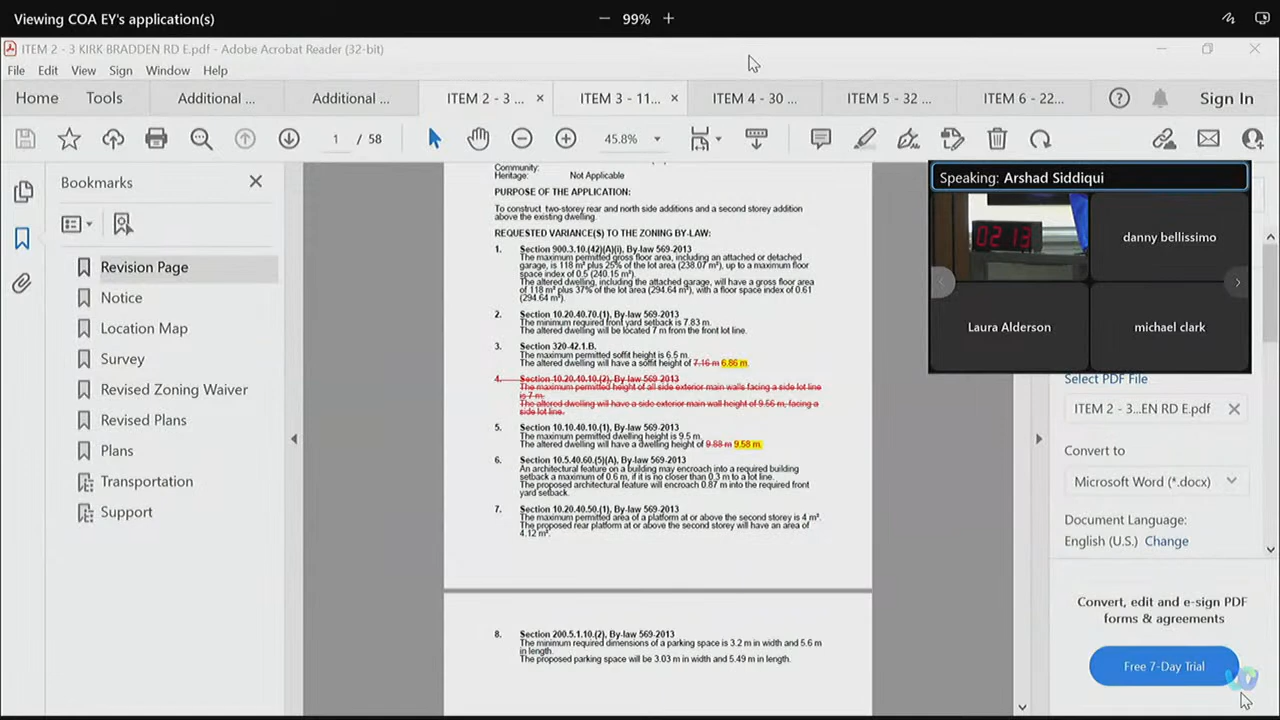 Viewing COA EY's application(s)
99%
ITEM 2 - 3 KIRK BRADDEN RD E.pdf - Adobe Acrobat Reader (32-bit)
File Edit View Sign Window Help
Home Tools Additional ... Additional ... ITEM 2 - 3 ... ITEM 3 - 11... ITEM 4 - 30 ... ITEM 5 - 32 ... ITEM 6 - 22... Sign In
1 / 58 45.8%
Bookmarks
Revision Page
Notice
Location Map
Survey
Revised Zoning Waiver
Revised Plans
Plans
Transportation
Support
Community:
Heritage: Not Applicable
PURPOSE OF THE APPLICATION:
To construct two-storey rear and north side additions and a second storey addition
above the existing dwelling.
REQUESTED VARIANCE(S) TO THE ZONING BY-LAW:
1. Section 900.3.10.(42)(A)(i), By-law 569-2013
The maximum permitted gross floor area, including an attached or detached
garage, is 118 m² plus 25% of the lot area (238.07 m²), up to a maximum floor
space index of 0.5 (240.15 m²).
The altered dwelling, including the attached garage, will have a gross floor area
of 118 m² plus 37% of the lot area (294.64 m²), with a floor space index of 0.61
(294.64 m²).
2. Section 10.20.40.70.(1), By-law 569-2013
The minimum required front yard setback is 7.83 m.
The altered dwelling will be located 7 m from the front lot line.
3. Section 320-42.1.B.
The maximum permitted soffit height is 6.5 m.
The altered dwelling will have a soffit height of 7.16 m 6.86 m.
4. Section 10.20.40.10.(2), By-law 569-2013
The maximum permitted height of all side exterior main walls facing a side lot line
is 7 m.
The altered dwelling will have a side exterior main wall height of 9.56 m, facing a
side lot line.
5. Section 10.10.40.10.(1), By-law 569-2013
The maximum permitted dwelling height is 9.5 m.
The altered dwelling will have a dwelling height of 9.88 m 9.58 m.
6. Section 10.5.40.60.(5)(A), By-law 569-2013
An architectural feature on a building may encroach into a required building
setback a maximum of 0.6 m, if it is no closer than 0.3 m to a lot line.
The proposed architectural feature will encroach 0.87 m into the required front
yard setback.
7. Section 10.20.40.50.(1), By-law 569-2013
The maximum permitted area of a platform at or above the second storey is 4 m².
The proposed rear platform at or above the second storey will have an area of
4.12 m².
8. Section 200.5.1.10.(2), By-law 569-2013
The minimum required dimensions of a parking space is 3.2 m in width and 5.6 m
in length.
The proposed parking space will be 3.03 m in width and 5.49 m in length.
Speaking: Arshad Siddiqui
02 13
danny bellissimo
Laura Alderson
michael clark
Select PDF File
ITEM 2 - 3...EN RD E.pdf
Convert to
Microsoft Word (*.docx)
Document Language:
English (U.S.) Change
Convert, edit and e-sign PDF
forms & agreements
Free 7-Day Trial